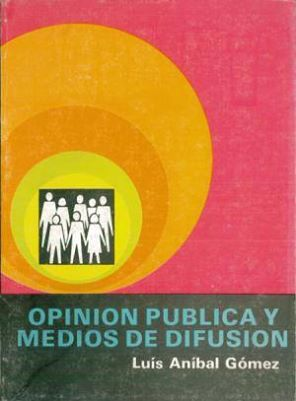 OPINION PUBLICA Y
MEDIOS DE DIFUSION
Luís Aníbal Gómez